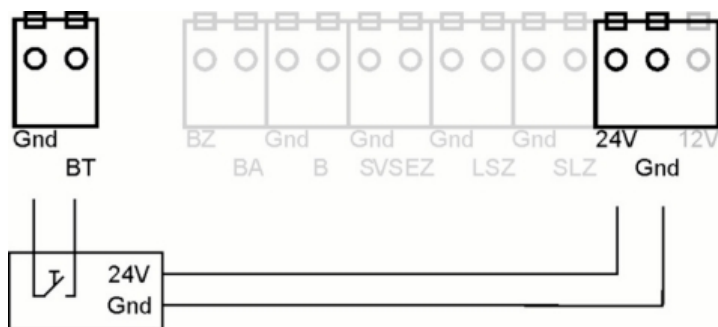 Gnd BZ Gnd Gnd Gnd Gnd 24V 12V
BT BA B SVSEZ LSZ SLZ Gnd
24V
Gnd